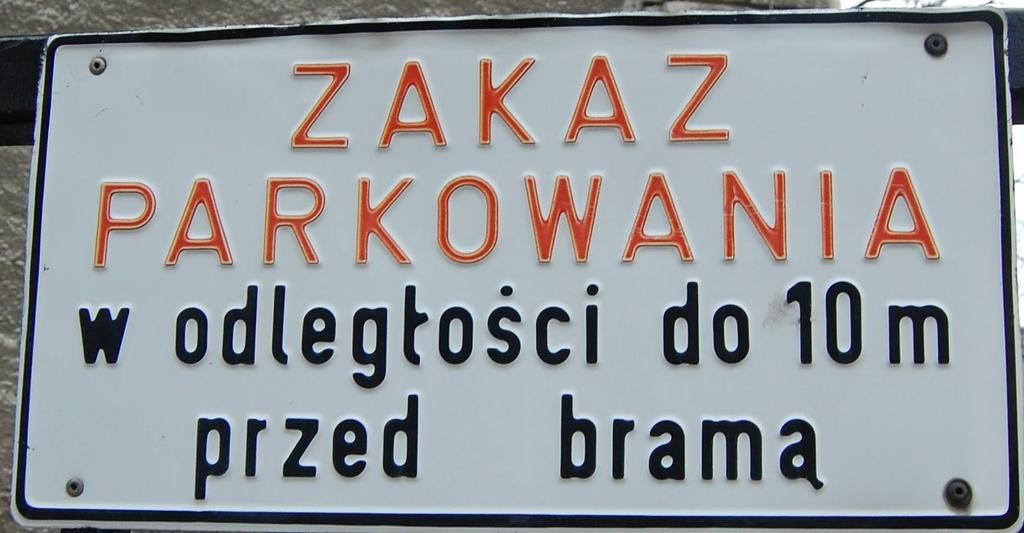 ZAKAZ
PARKOWANIA
w odległości do 10 m
przed bramą